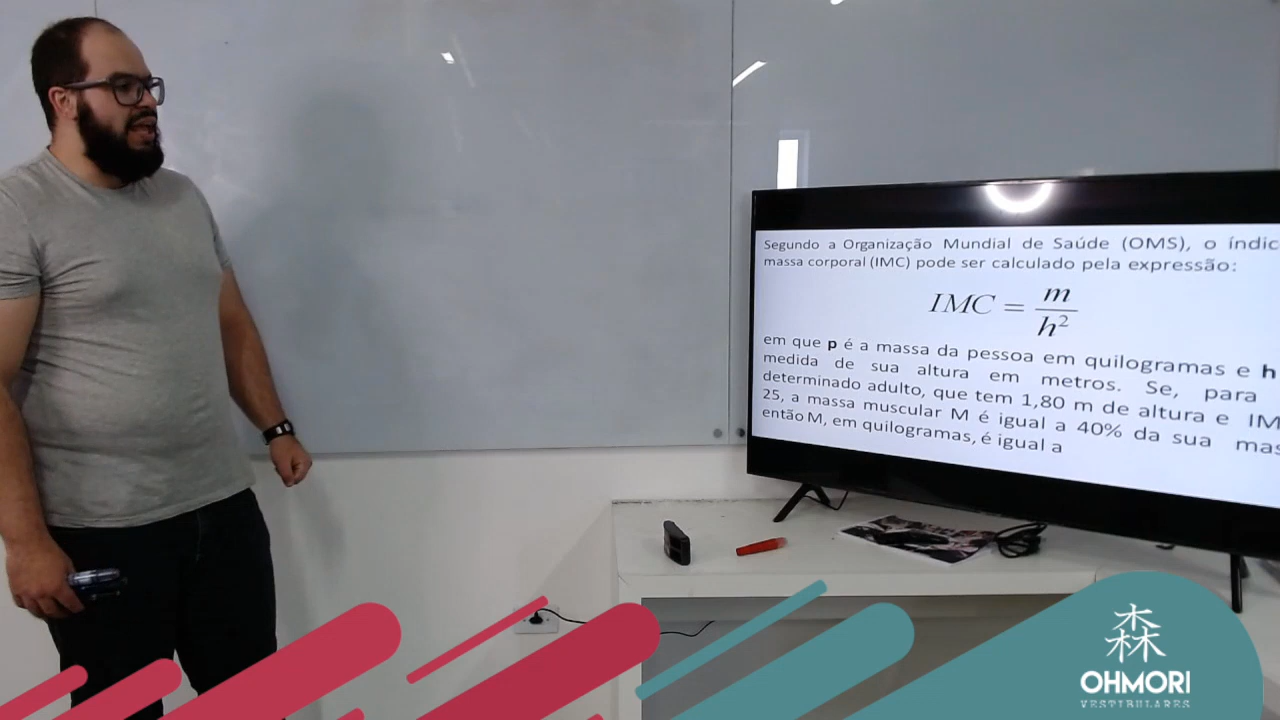 Segundo a Organização Mundial de Saúde (OMS), o índic
massa corporal (IMC) pode ser calculado pela expressão:
IMC = m/h²
em que p é a massa da pessoa em quilogramas e h
medida de sua altura em metros. Se, para
determinado adulto, que tem 1,80 m de altura e IM
25, a massa muscular M é igual a 40% da sua mas
então M, em quilogramas, é igual a
森
OHMORI
VESTIBULARES